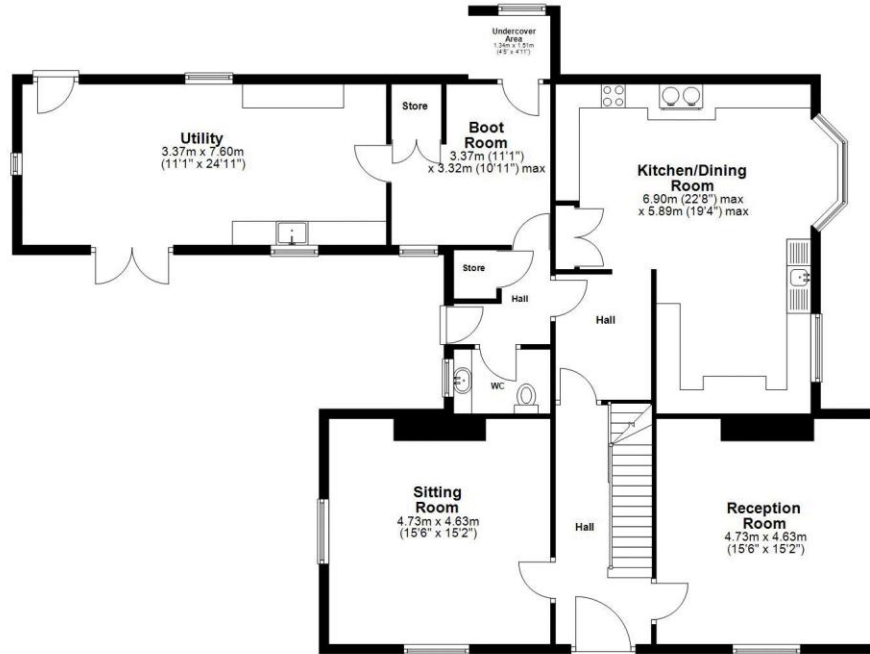 Undercover
Area
1.34m x 1.51m
(4'5" x 4'11")
Utility
3.37m x 7.60m
(11'1" x 24'11")
Store
Boot
Room
3.37m (11'1")
x 3.32m (10'11") max
Kitchen/Dining
Room
6.90m (22'8") max
x 5.89m (19'4") max
Store
Hall
Hall
WC
Sitting
Room
4.73m x 4.63m
(15'6" x 15'2")
Hall
Reception
Room
4.73m x 4.63m
(15'6" x 15'2")